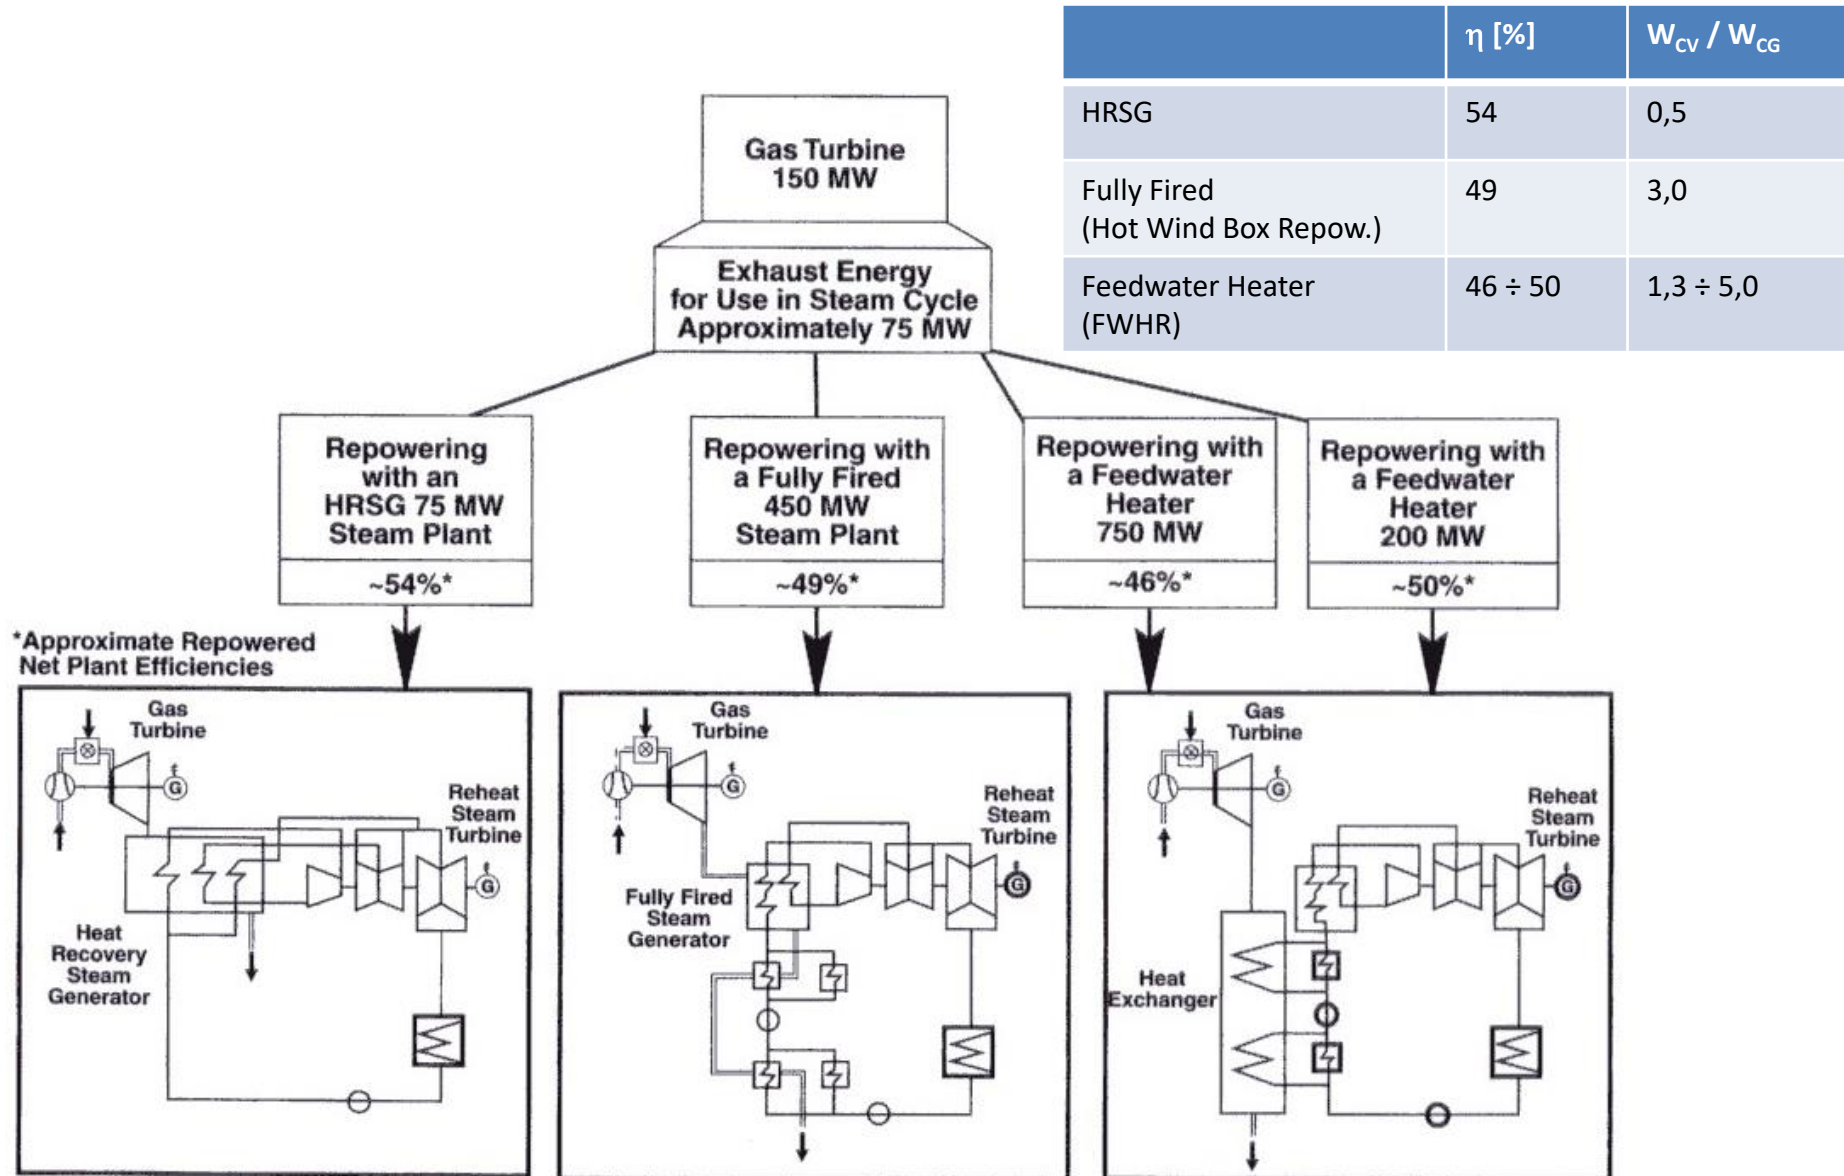 η [%]
W_CV / W_CG
HRSG
54
0,5
Fully Fired
(Hot Wind Box Repow.)
49
3,0
Feedwater Heater
(FWHR)
46 ÷ 50
1,3 ÷ 5,0
Gas Turbine
150 MW
Exhaust Energy
for Use in Steam Cycle
Approximately 75 MW
Repowering
with an
HRSG 75 MW
Steam Plant
~54%*
Repowering with
a Fully Fired
450 MW
Steam Plant
~49%*
Repowering with
a Feedwater
Heater
750 MW
~46%*
Repowering with
a Feedwater
Heater
200 MW
~50%*
*Approximate Repowered
Net Plant Efficiencies
Gas
Turbine
G
Reheat
Steam
Turbine
G
Heat
Recovery
Steam
Generator
Gas
Turbine
G
Reheat
Steam
Turbine
G
Fully Fired
Steam
Generator
Gas
Turbine
G
Reheat
Steam
Turbine
G
Heat
Exchanger